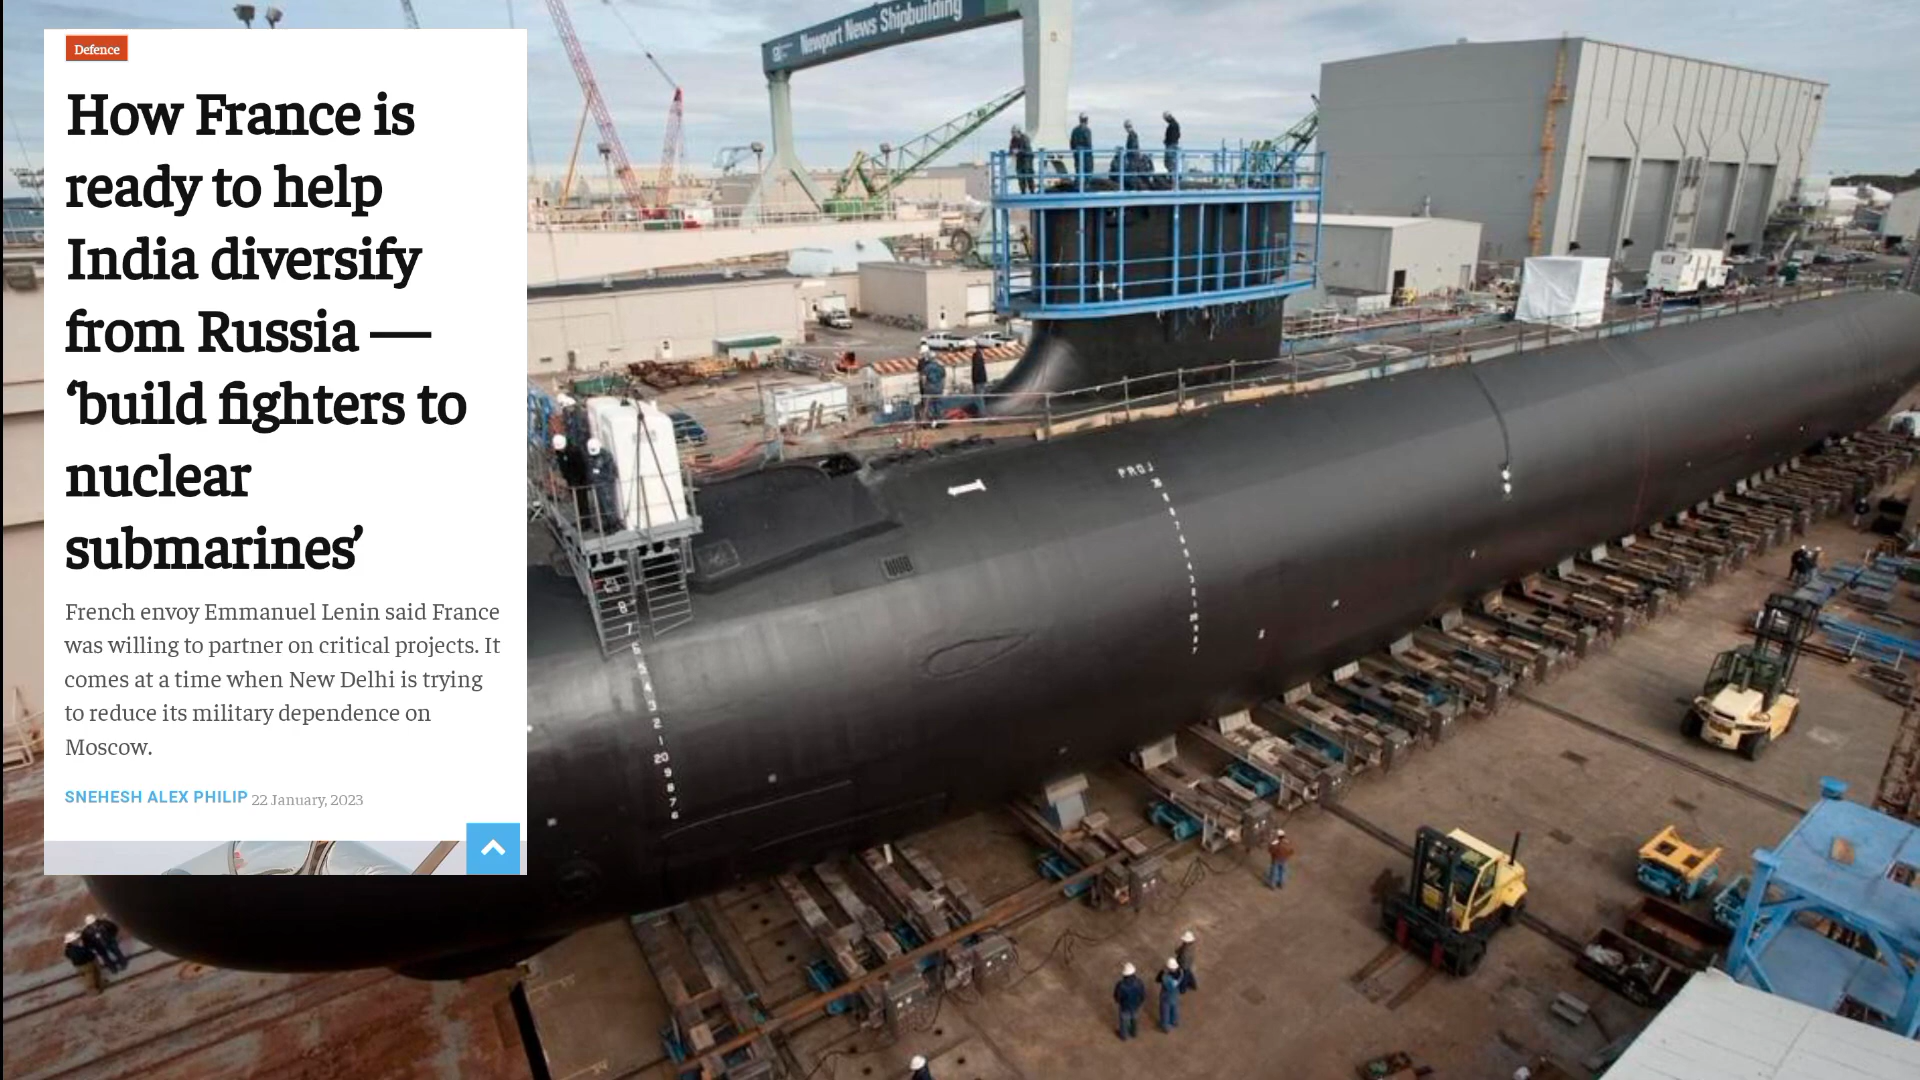 Defence
How France is
ready to help
India diversify
from Russia —
‘build fighters to
nuclear
submarines’
French envoy Emmanuel Lenin said France
was willing to partner on critical projects. It
comes at a time when New Delhi is trying
to reduce its military dependence on
Moscow.
SNEHESH ALEX PHILIP 22 January, 2023
Newport News Shipbuilding
PROJ